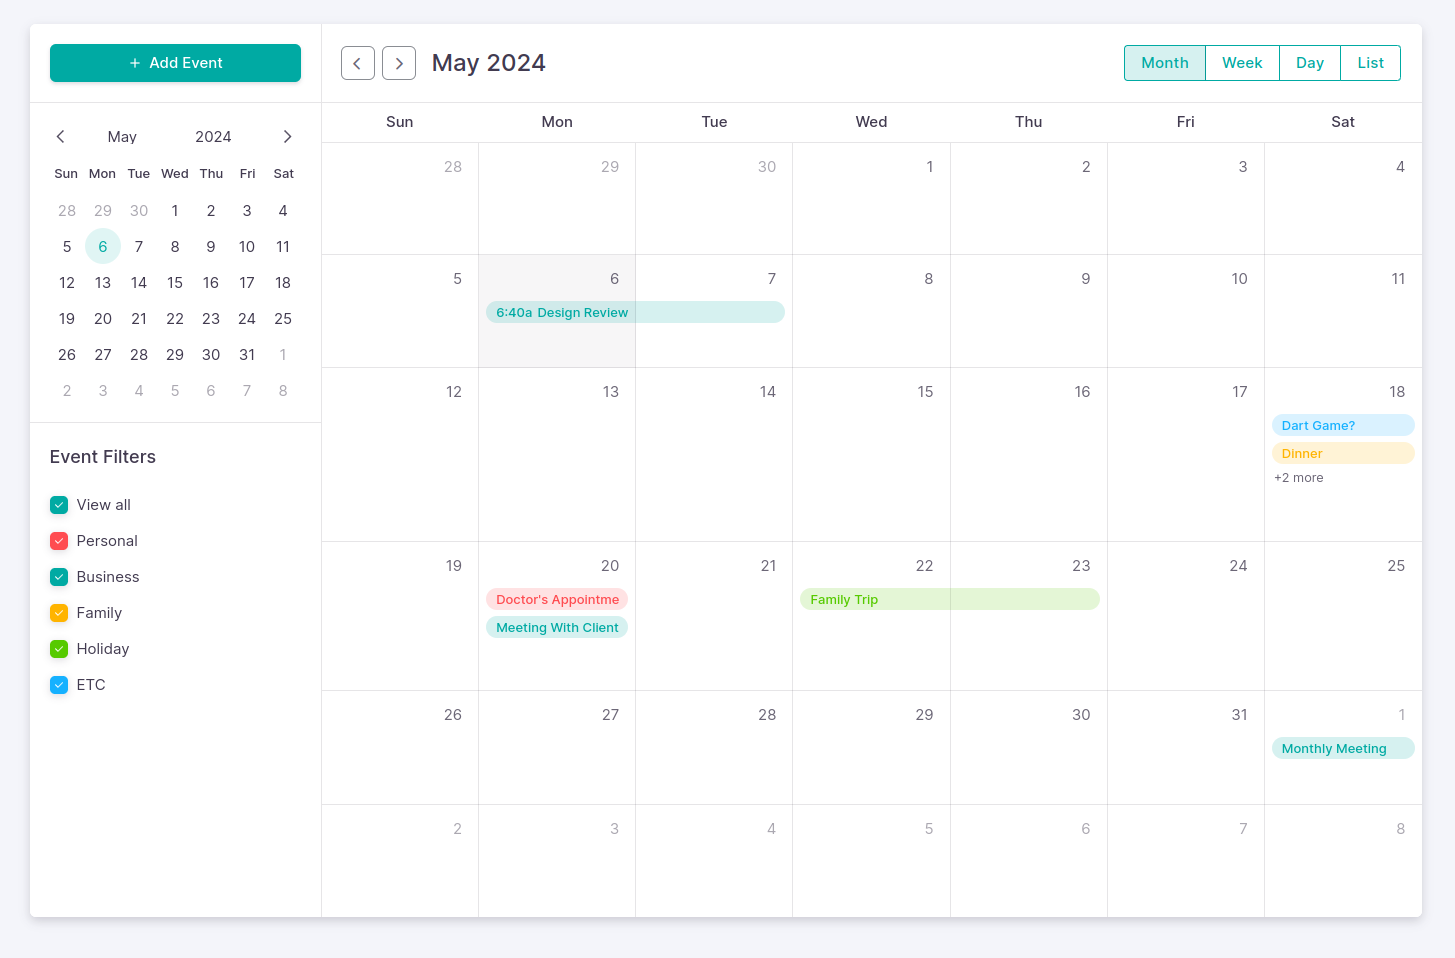 + Add Event
May 2024
Sun Mon Tue Wed Thu Fri Sat
28 29 30 1 2 3 4
5 6 7 8 9 10 11
12 13 14 15 16 17 18
19 20 21 22 23 24 25
26 27 28 29 30 31 1
2 3 4 5 6 7 8
Event Filters
View all
Personal
Business
Family
Holiday
ETC
May 2024
Month Week Day List
Sun Mon Tue Wed Thu Fri Sat
28 29 30 1 2 3 4
5 6 7 8 9 10 11
6:40a Design Review
12 13 14 15 16 17 18
Dart Game?
Dinner
+2 more
19 20 21 22 23 24 25
Doctor's Appointme Family Trip
Meeting With Client
26 27 28 29 30 31 1
Monthly Meeting
2 3 4 5 6 7 8